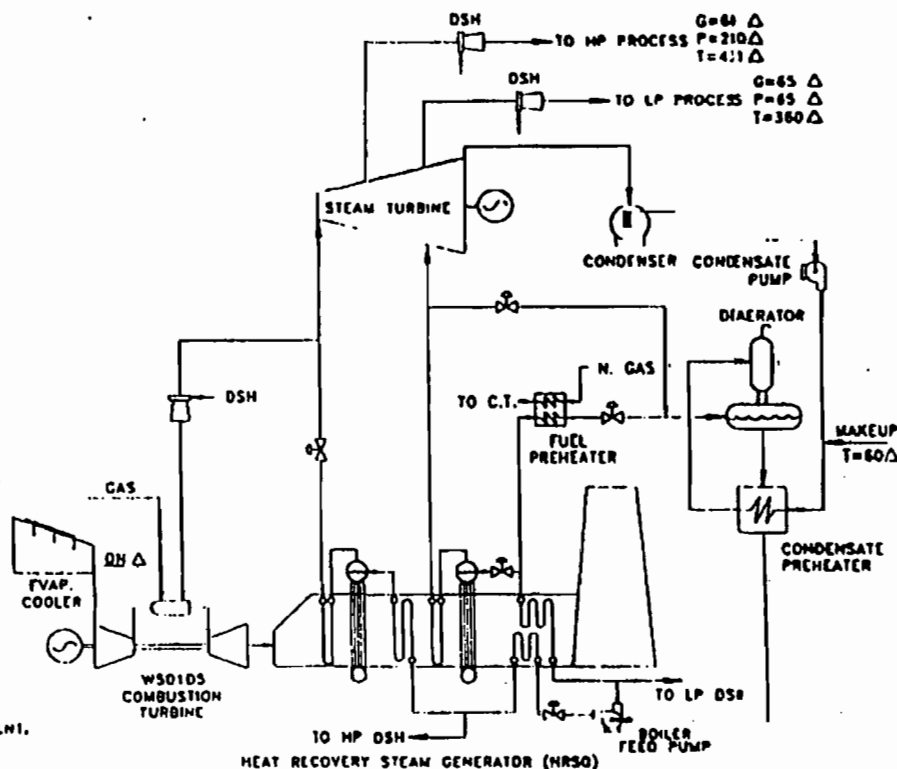 DSH
TO HP PROCESS
G=64 Δ
P=210 Δ
DSH
TO LP PROCESS
G=65 Δ
P=65 Δ
T=360 Δ
STEAM TURBINE
CONDENSER
CONDENSATE
PUMP
DIAERATOR
DSH
N. GAS
TO C.T.
FUEL
PREHEATER
MAKEUP
T=60 Δ
GAS
ON Δ
EVAP.
COOLER
CONDENSATE
PREHEATER
W501D5
COMBUSTION
TURBINE
TO LP DSH
BOILER
FEED PUMP
TO HP DSH
HEAT RECOVERY STEAM GENERATOR (HRSG)